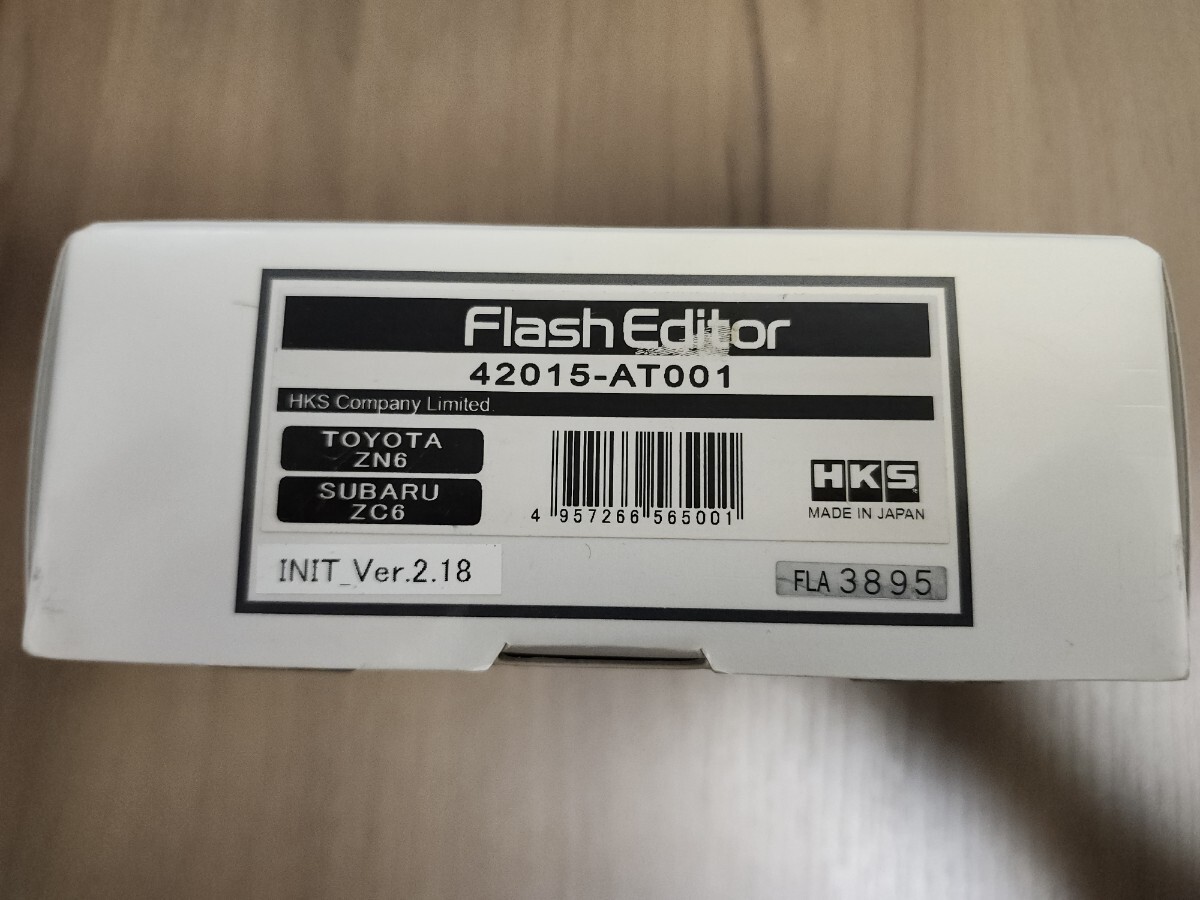 Flash Editor
42015-AT001
HKS Company Limited.
TOYOTA
ZN6
SUBARU
ZC6
4 957266 565001
HKS
MADE IN JAPAN
INIT_Ver.2.18
FLA 3895